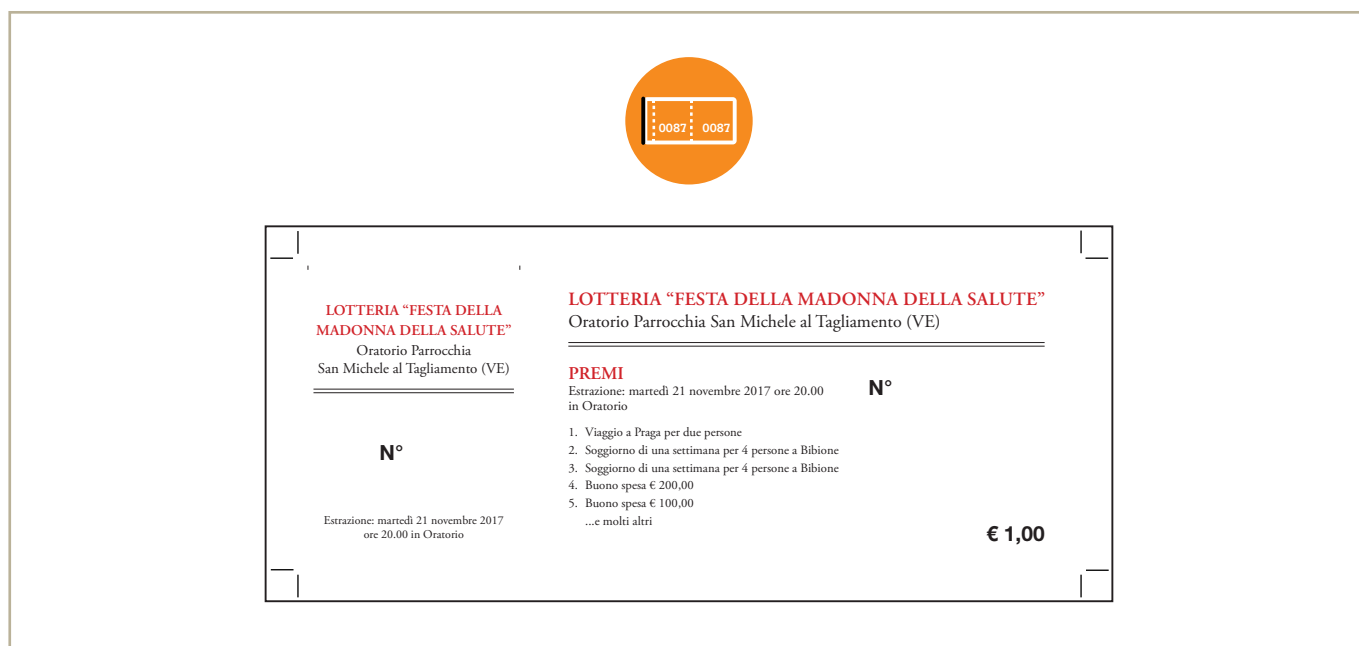 0087 0087
LOTTERIA “FESTA DELLA
MADONNA DELLA SALUTE”
Oratorio Parrocchia
San Michele al Tagliamento (VE)
N°
Estrazione: martedì 21 novembre 2017
ore 20.00 in Oratorio
LOTTERIA “FESTA DELLA MADONNA DELLA SALUTE”
Oratorio Parrocchia San Michele al Tagliamento (VE)
PREMI
Estrazione: martedì 21 novembre 2017 ore 20.00
in Oratorio
N°
1. Viaggio a Praga per due persone
2. Soggiorno di una settimana per 4 persone a Bibione
3. Soggiorno di una settimana per 4 persone a Bibione
4. Buono spesa € 200,00
5. Buono spesa € 100,00
...e molti altri
€ 1,00